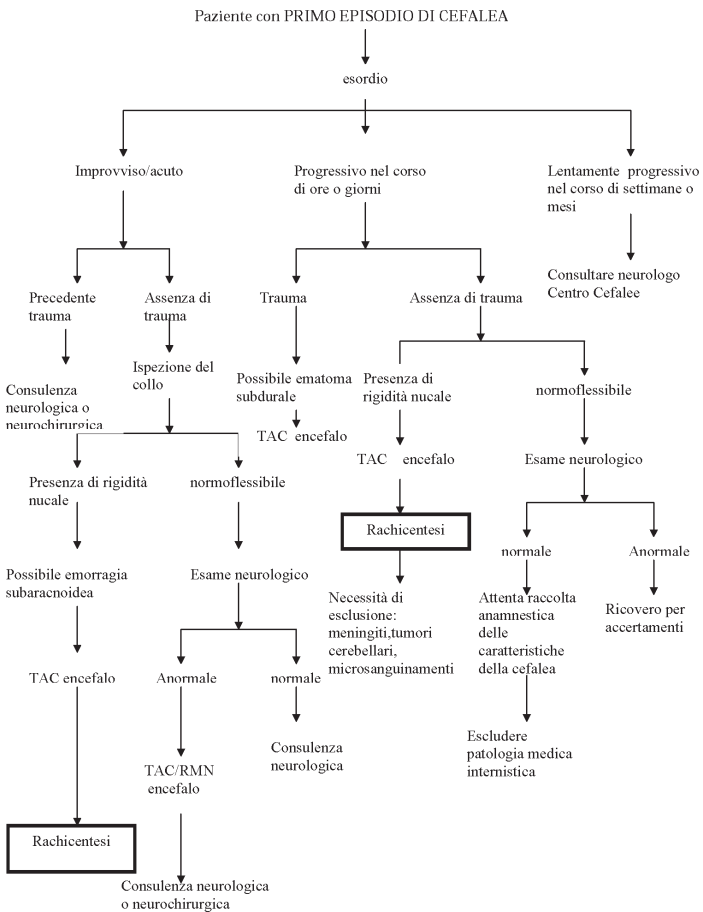 Paziente con PRIMO EPISODIO DI CEFALEA
esordio
Improvviso/acuto
Progressivo nel corso
di ore o giorni
Lentamente progressivo
nel corso di settimane o
mesi
Consultare neurologo
Centro Cefalee
Precedente
trauma
Assenza di
trauma
Trauma
Assenza di trauma
Consulenza
neurologica o
neurochirurgica
Ispezione del
collo
Possibile ematoma
subdurale
TAC encefalo
Presenza di
rigidità nucale
normoflessibile
TAC encefalo
Esame neurologico
Presenza di rigidità
nucale
normoflessibile
Rachicentesi
normale
Anormale
Possibile emorragia
subaracnoidea
Esame neurologico
Necessità di
esclusione:
meningiti,tumori
cerebellari,
microsanguinamenti
Attenta raccolta
anamnestica
delle
caratteristiche
della cefalea
Ricovero per
accertamenti
TAC encefalo
Anormale
normale
Consulenza
neurologica
Escludere
patologia medica
internistica
TAC/RMN
encefalo
Rachicentesi
Consulenza neurologica
o neurochirurgica